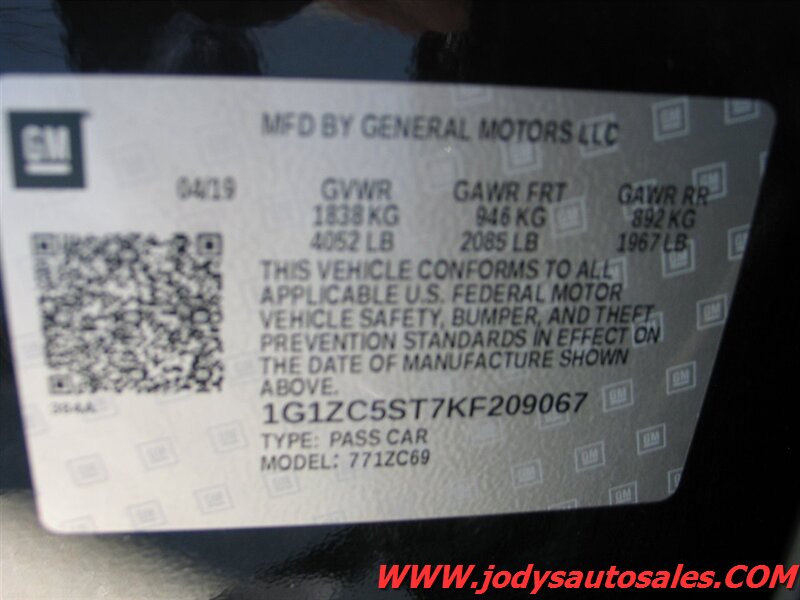 MFD BY GENERAL MOTORS LLC
GM
04/19 GVWR GAWR FRT GAWR RR
1838 KG 946 KG 892 KG
4052 LB 2085 LB 1967 LB
THIS VEHICLE CONFORMS TO ALL
APPLICABLE U.S. FEDERAL MOTOR
VEHICLE SAFETY, BUMPER, AND THEFT
PREVENTION STANDARDS IN EFFECT ON
THE DATE OF MANUFACTURE SHOWN
ABOVE.
1G1ZC5ST7KF209067
TYPE: PASS CAR
MODEL: 771ZC69
www.jodysautosales.COM